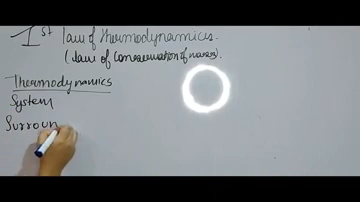 1st law of thermodynamics.
(law of conservation of mass).
Thermodynamics
System
Surroun